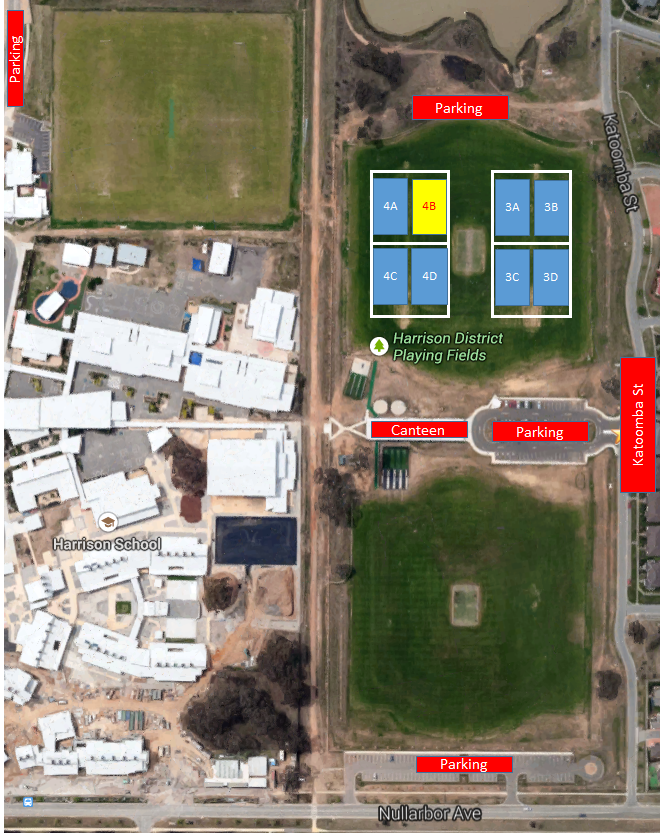 Parking
Parking
Katoomba St
4A
4B
3A
3B
4C
4D
3C
3D
Harrison District
Playing Fields
Katoomba St
Canteen
Parking
Harrison School
Parking
Nullarbor Ave